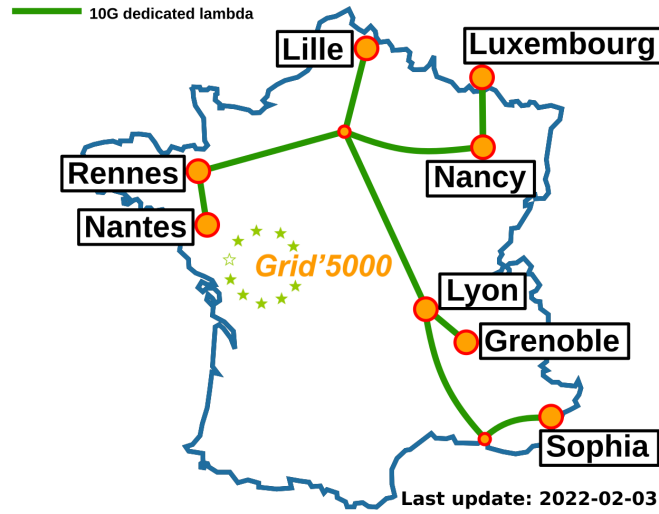 10G dedicated lambda
Lille
Luxembourg
Rennes
Nancy
Nantes
Grid'5000
Lyon
Grenoble
Sophia
Last update: 2022-02-03